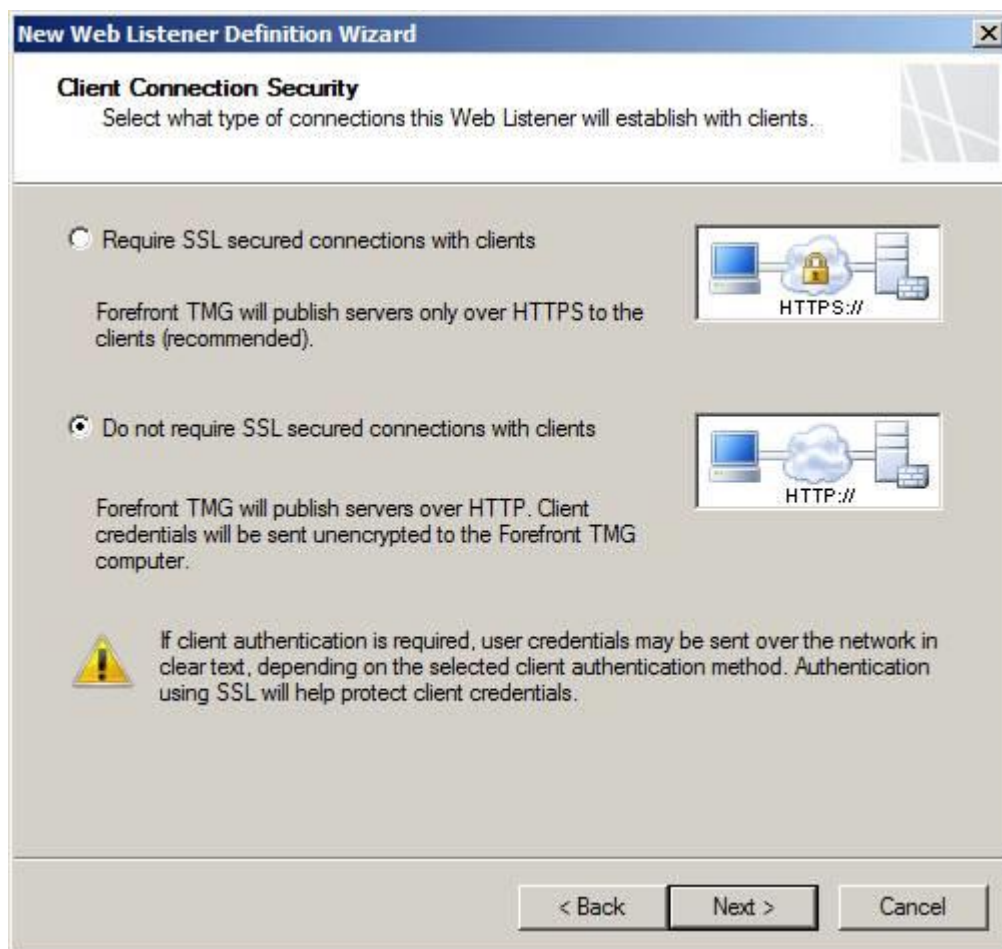 New Web Listener Definition Wizard
Client Connection Security
Select what type of connections this Web Listener will establish with clients.
Require SSL secured connections with clients
HTTPS://
Forefront TMG will publish servers only over HTTPS to the
clients (recommended).
Do not require SSL secured connections with clients
HTTP://
Forefront TMG will publish servers over HTTP. Client
credentials will be sent unencrypted to the Forefront TMG
computer.
If client authentication is required, user credentials may be sent over the network in
clear text, depending on the selected client authentication method. Authentication
using SSL will help protect client credentials.
< Back Next > Cancel